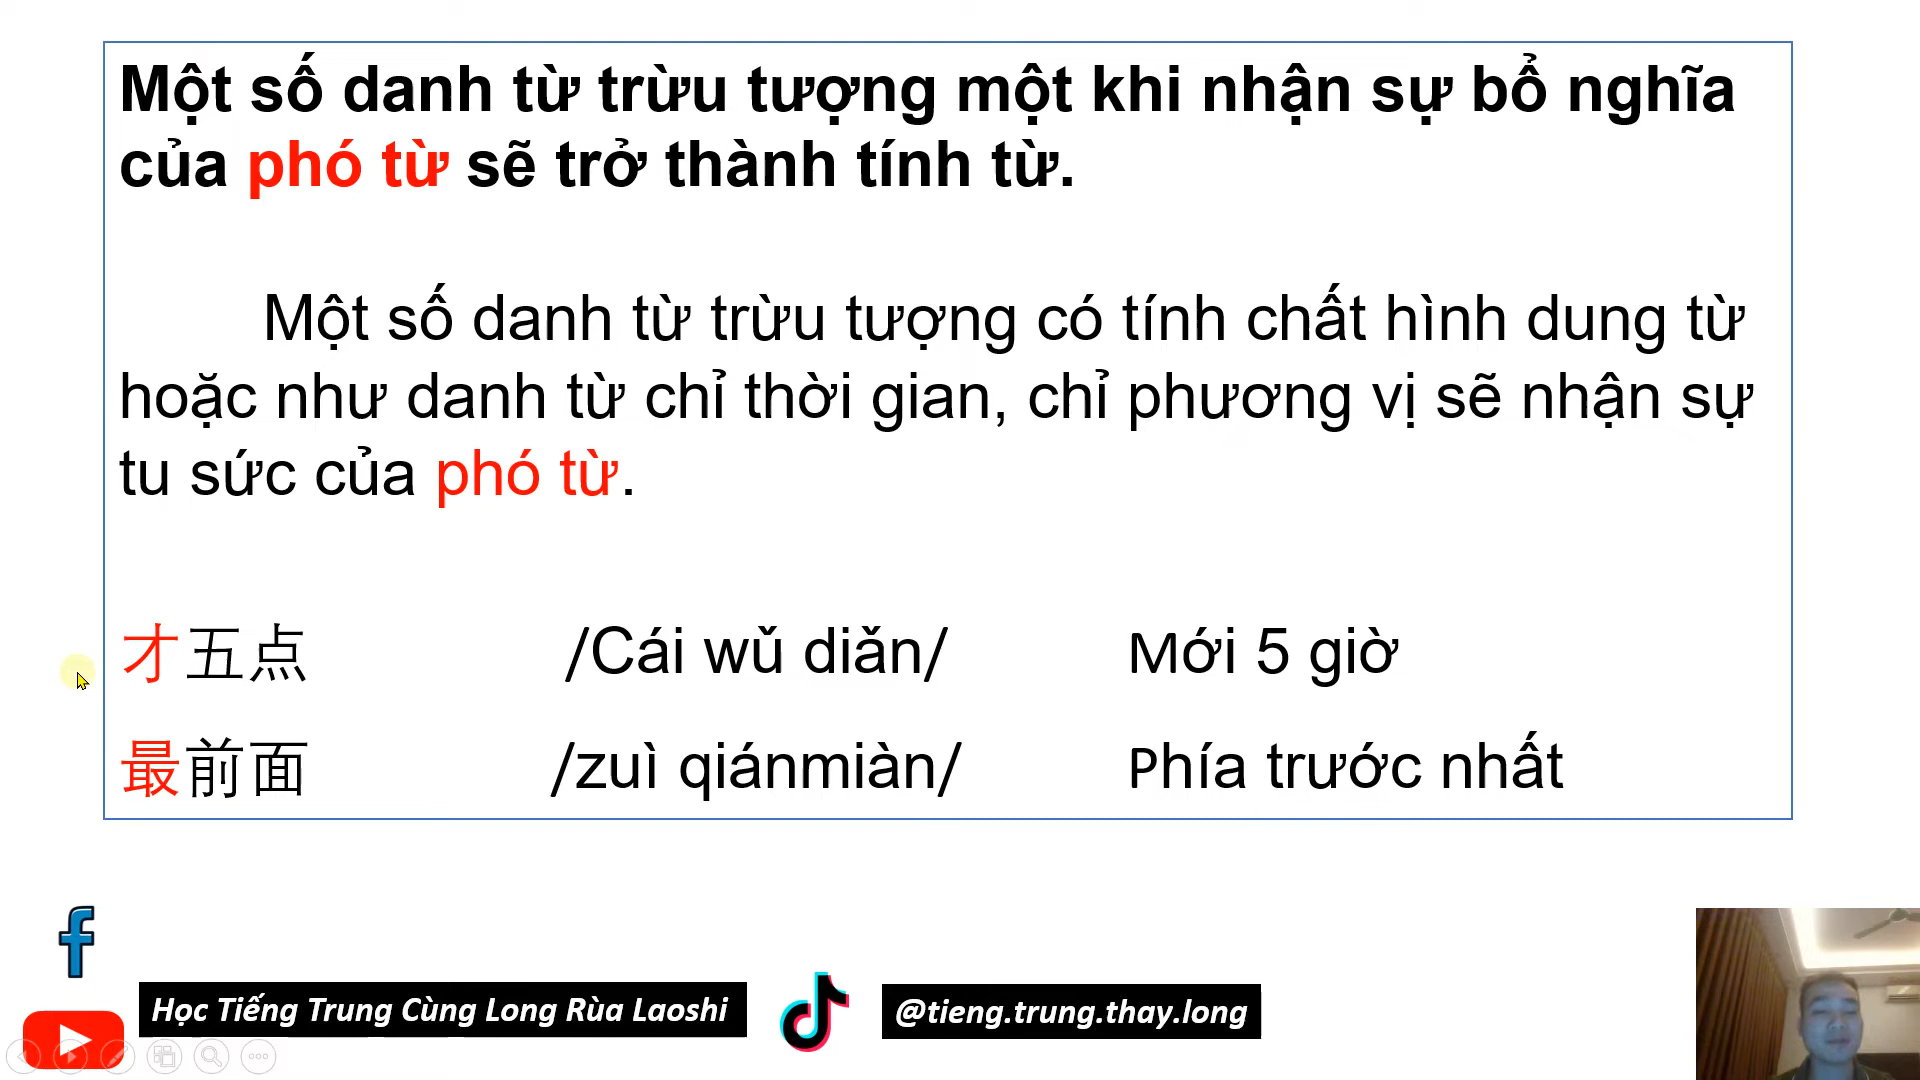 Một số danh từ trừu tượng một khi nhận sự bổ nghĩa
của phó từ sẽ trở thành tính từ.
Một số danh từ trừu tượng có tính chất hình dung từ
hoặc như danh từ chỉ thời gian, chỉ phương vị sẽ nhận sự
tu sức của phó từ.
才五点 /Cái wǔ diǎn/ Mới 5 giờ
最前面 /zuì qiánmiàn/ Phía trước nhất
Học Tiếng Trung Cùng Long Rùa Laoshi
@tieng.trung.thay.long